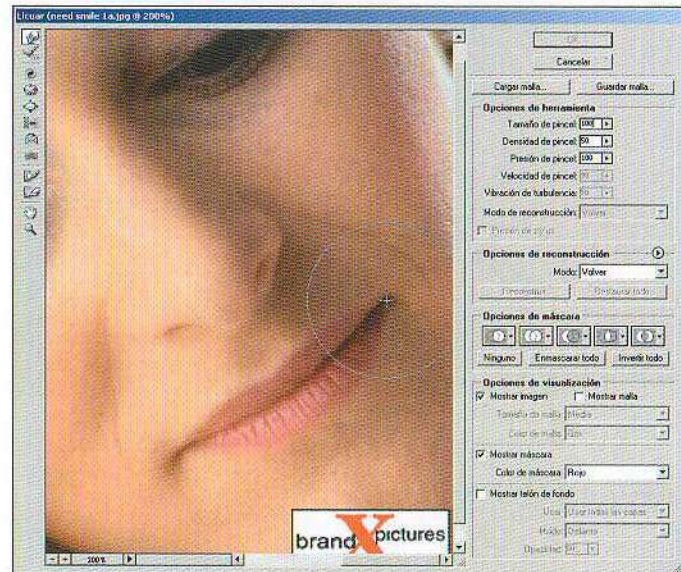 Licuar (need smile 1a.jpg @ 200%)
OK
Cancelar
Cargar malla... Guardar malla...
Opciones de herramienta
Tamaño de pincel: 100
Densidad de pincel: 50
Presión de pincel: 100
Velocidad de pincel:
Vibración de turbulencia:
Modo de reconstrucción: Volver
Presión de stylus
Opciones de reconstrucción
Modo: Volver
Reconstruir Restaurar todo
Opciones de máscara
Ninguno Enmascarar todo Invertir todo
Opciones de visualización
Mostrar imagen Mostrar malla
Tamaño de malla: Media
Color de malla: Gris
Mostrar máscara
Color de máscara: Rojo
Mostrar telón de fondo
Usar: Usar todas las capas
Modo: Delante
Opacidad:
brand X pictures
200%